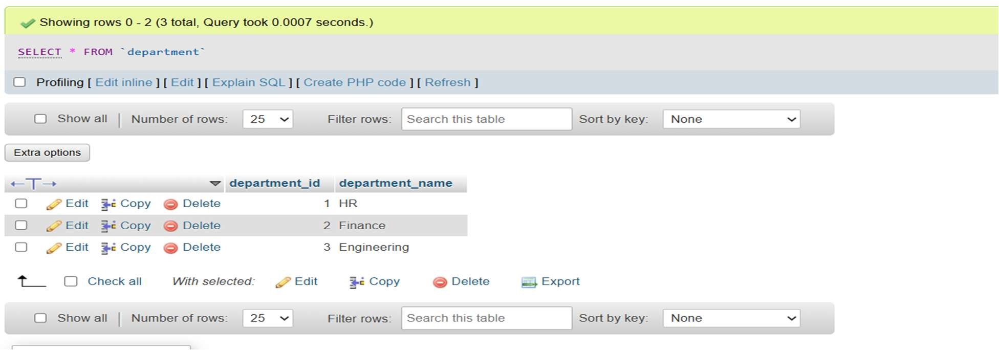 Showing rows 0 - 2 (3 total, Query took 0.0007 seconds.)
SELECT * FROM `department`
Profiling [ Edit inline ] [ Edit ] [ Explain SQL ] [ Create PHP code ] [ Refresh ]
Show all | Number of rows: 25 Filter rows: Search this table Sort by key: None
Extra options
←T→ department_id department_name
Edit Copy Delete 1 HR
Edit Copy Delete 2 Finance
Edit Copy Delete 3 Engineering
Check all With selected: Edit Copy Delete Export
Show all | Number of rows: 25 Filter rows: Search this table Sort by key: None